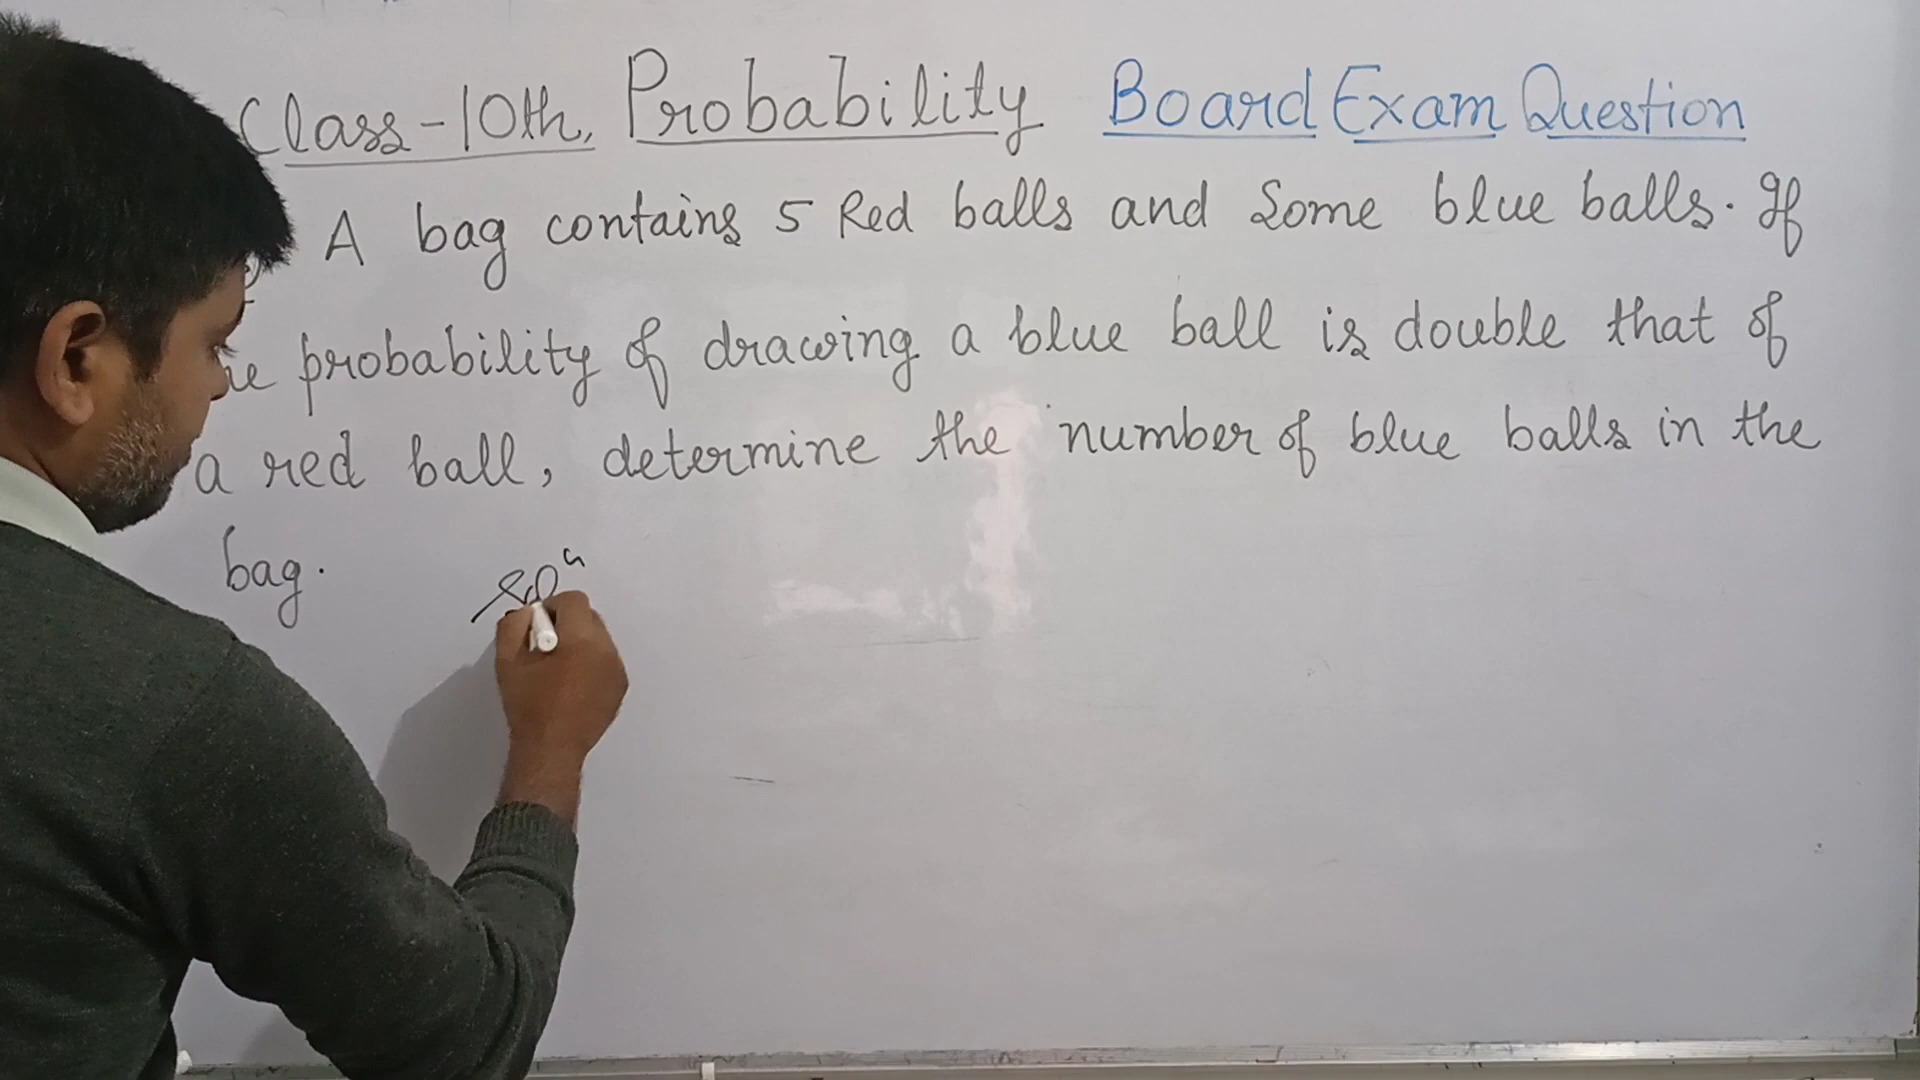 Class-10th, Probability Board Exam Question
A bag contains 5 Red balls and Some blue balls. If
probability of drawing a blue ball is double that of
a red ball, determine the number of blue balls in the
bag. Soln